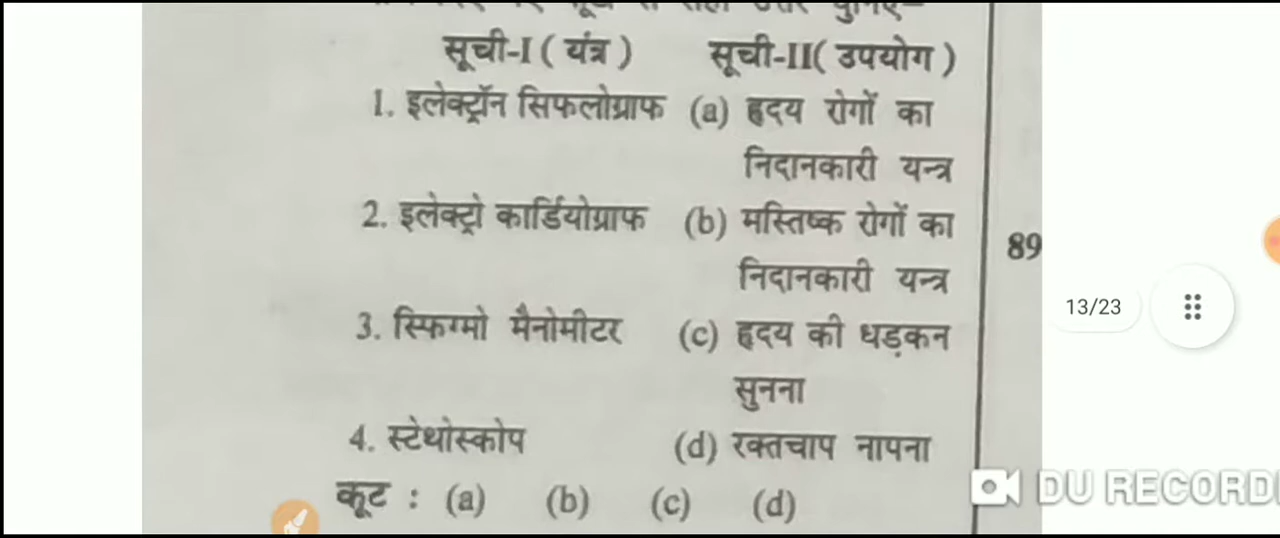 सूची-I ( यंत्र ) सूची-II( उपयोग )
1. इलेक्ट्रॉन सिफलोग्राफ (a) हृदय रोगों का
निदानकारी यन्त्र
2. इलेक्ट्रो कार्डियोग्राफ (b) मस्तिष्क रोगों का
निदानकारी यन्त्र
89
13/23
3. स्फिग्मो मैनोमीटर (c) हृदय की धड़कन
सुनना
4. स्टेथोस्कोप (d) रक्तचाप नापना
कूट : (a) (b) (c) (d)
DU RECORD